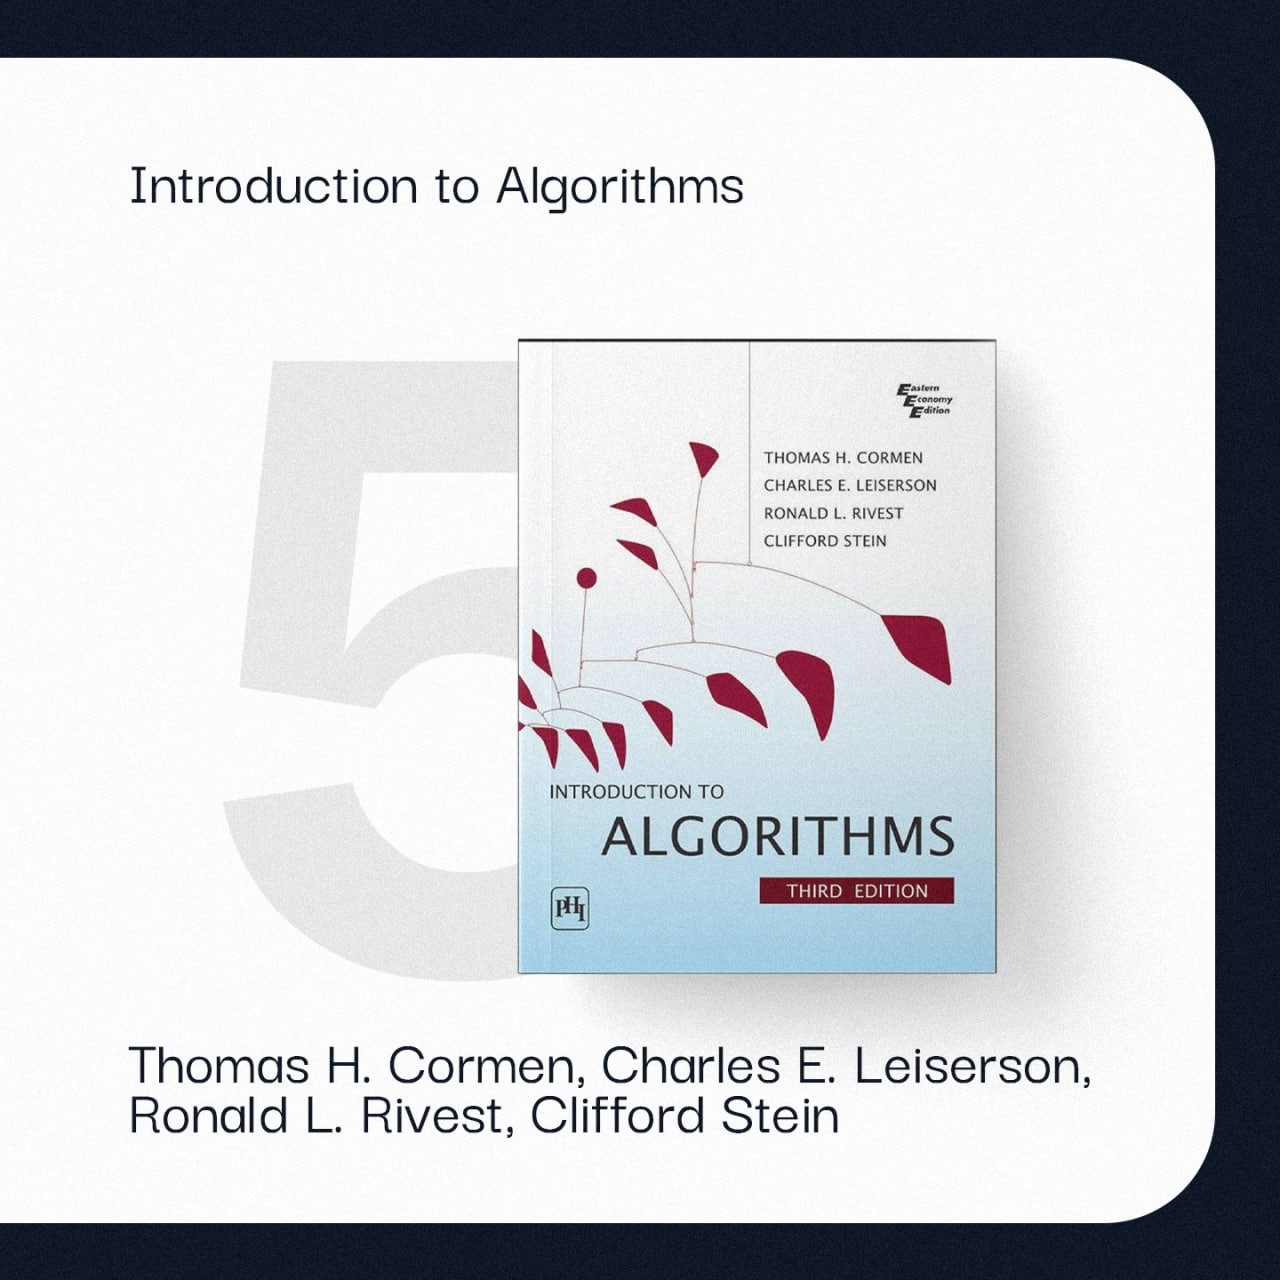 Introduction to Algorithms
5
Eastern
Economy
Edition
THOMAS H. CORMEN
CHARLES E. LEISERSON
RONALD L. RIVEST
CLIFFORD STEIN
INTRODUCTION TO
ALGORITHMS
THIRD EDITION
PHI
Thomas H. Cormen, Charles E. Leiserson,
Ronald L. Rivest, Clifford Stein